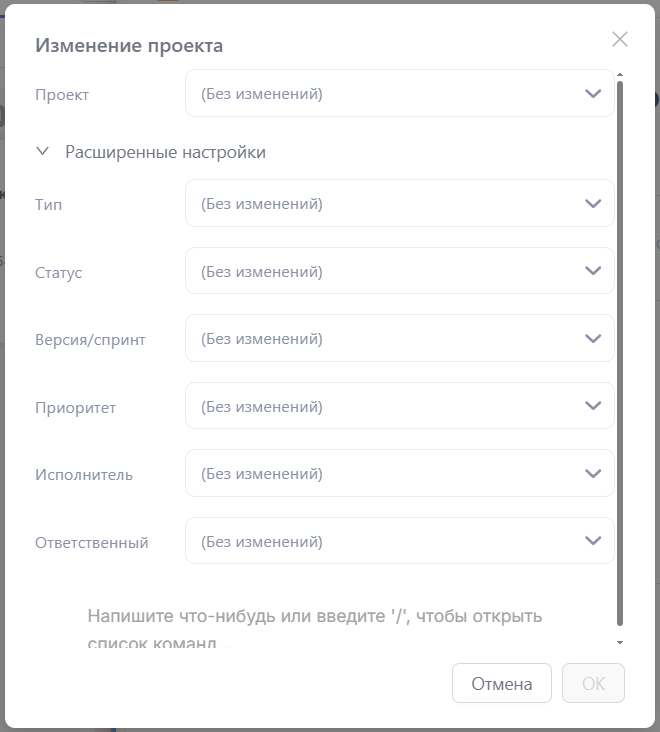 Изменение проекта
Проект (Без изменений)
Расширенные настройки
Тип (Без изменений)
Статус (Без изменений)
Версия/спринт (Без изменений)
Приоритет (Без изменений)
Исполнитель (Без изменений)
Ответственный (Без изменений)
Напишите что-нибудь или введите '/', чтобы открыть
список команд...
Отмена OK